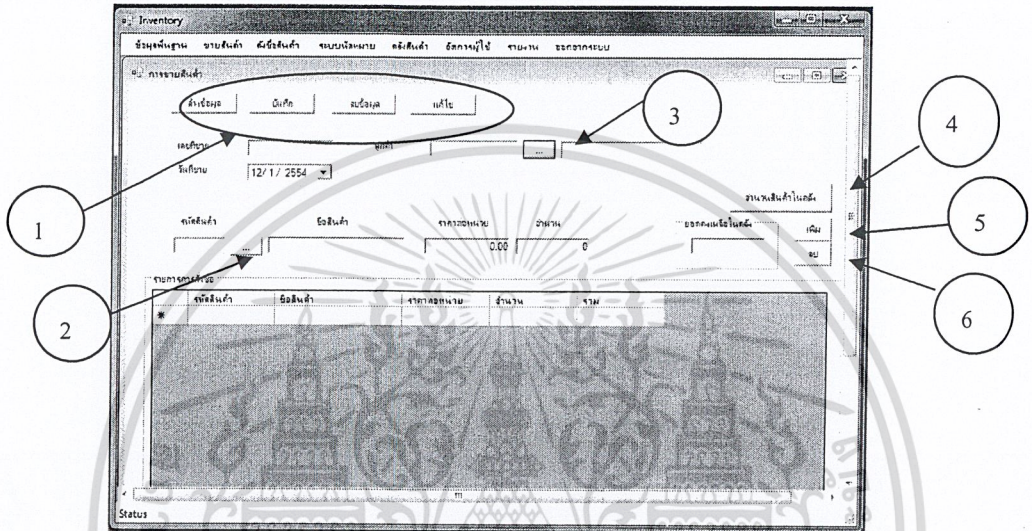 Inventory
ข้อมูลพื้นฐาน ขายสินค้า สั่งซื้อสินค้า ระบบนัดหมาย คลังสินค้า จัดการผู้ใช้ รายงาน ออกจากระบบ
การขายสินค้า
ล้างข้อมูล บันทึก ลบข้อมูล แก้ไข
3
4
เลขที่ขาย ลูกค้า ...
วันที่ขาย 12/ 1 / 2554
จำนวนสินค้าในคลัง
1
5
รหัสสินค้า ชื่อสินค้า ราคาต่อหน่วย จำนวน ยอดคงเหลือในคลัง เพิ่ม
... 0.00 0 ลบ
รายการการสั่งซื้อ
รหัสสินค้า ชื่อสินค้า ราคาต่อหน่วย จำนวน รวม
2
6
Status